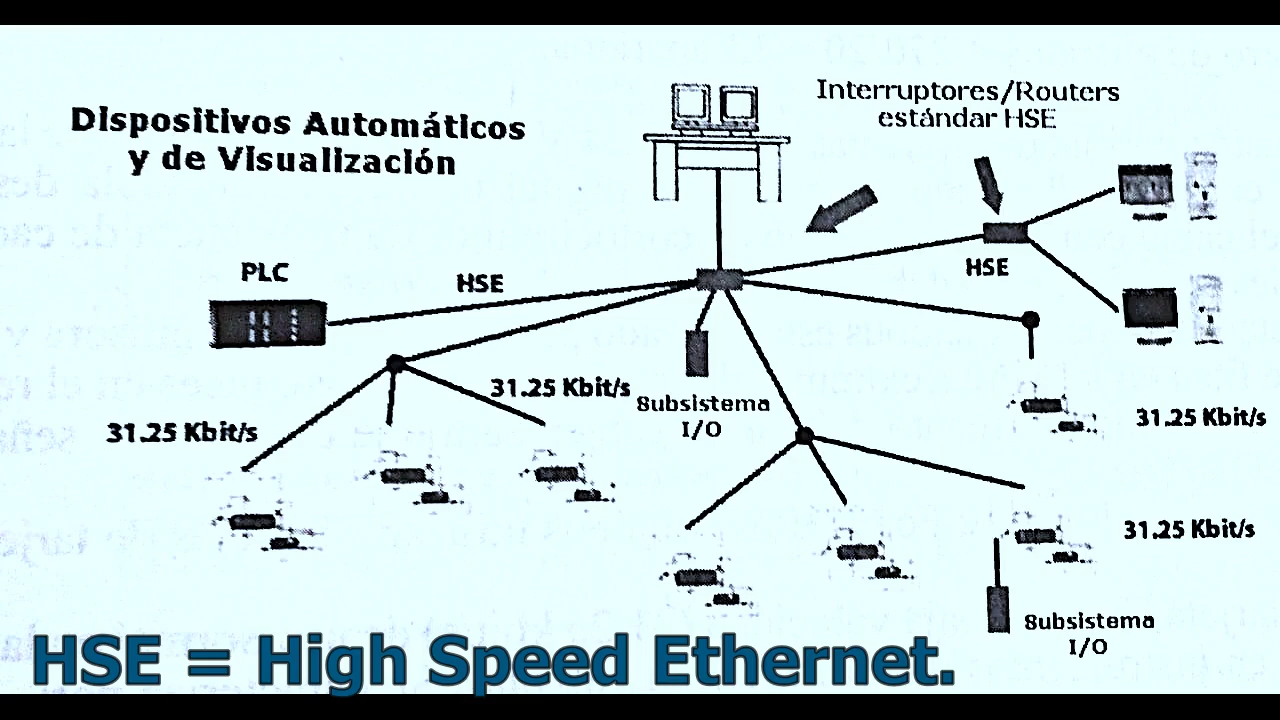 Dispositivos Automáticos
y de Visualización
Interruptores/Routers
estándar HSE
PLC
HSE
HSE
31.25 Kbit/s
31.25 Kbit/s
Subsistema
I/O
31.25 Kbit/s
31.25 Kbit/s
Subsistema
I/O
HSE = High Speed Ethernet.